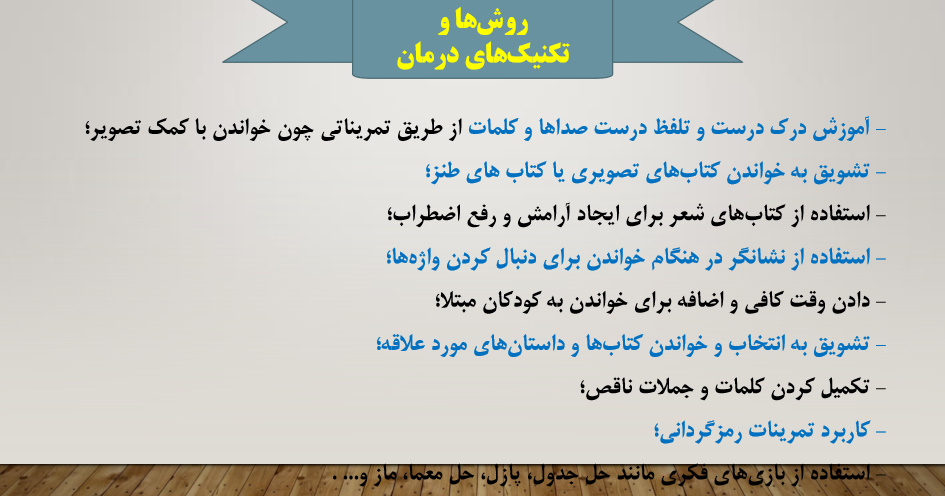 روش‌ها و
تکنیک‌های درمان
- آموزش درک درست و تلفظ درست صداها و کلمات از طریق تمریناتی چون خواندن با کمک تصویر؛
- تشویق به خواندن کتاب‌های تصویری یا کتاب های طنز؛
- استفاده از کتاب‌های شعر برای ایجاد آرامش و رفع اضطراب؛
- استفاده از نشانگر در هنگام خواندن برای دنبال کردن واژه‌ها؛
- دادن وقت کافی و اضافه برای خواندن به کودکان مبتلا؛
- تشویق به انتخاب و خواندن کتاب‌ها و داستان‌های مورد علاقه؛
- تکمیل کردن کلمات و جملات ناقص؛
- کاربرد تمرینات رمزگردانی؛
- استفاده از بازی‌های فکری مانند حل جدول، پازل، حل معما، ماز و... .